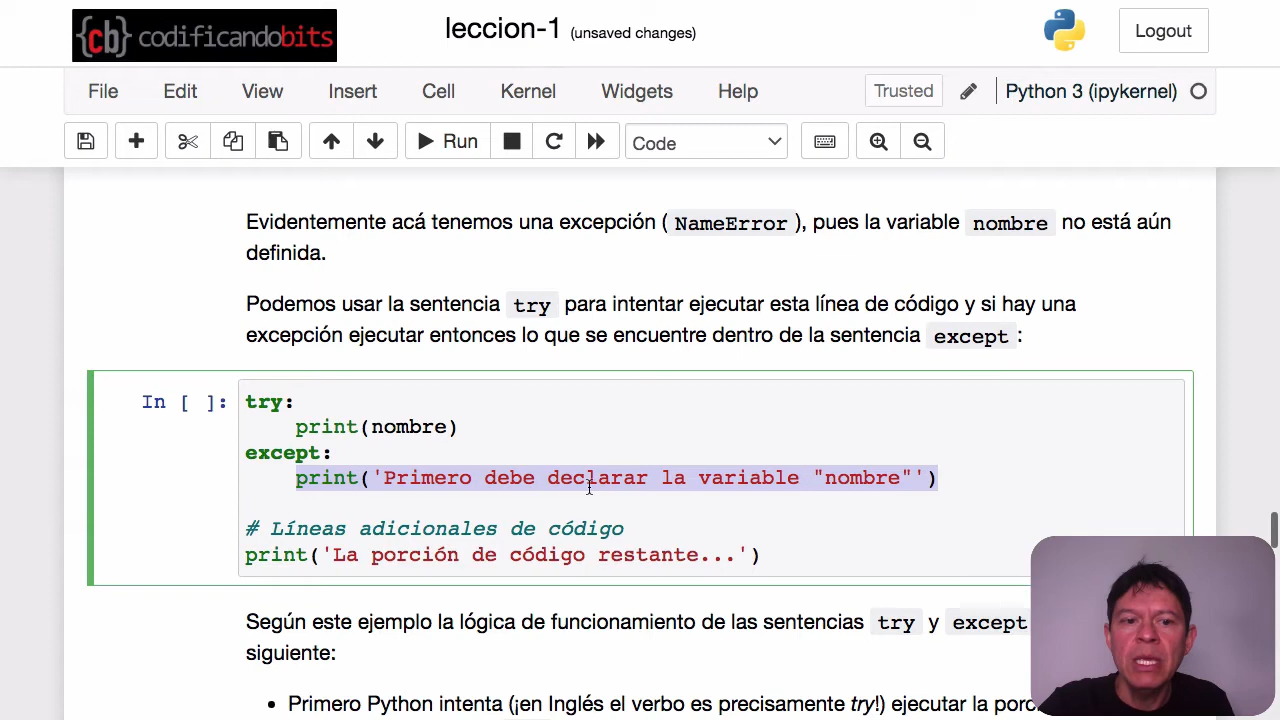 {cb} codificandobits
leccion-1 (unsaved changes)
Logout
File Edit View Insert Cell Kernel Widgets Help
Trusted
Python 3 (ipykernel)
Run
Code
Evidentemente acá tenemos una excepción ( NameError ), pues la variable nombre no está aún
definida.
Podemos usar la sentencia try para intentar ejecutar esta línea de código y si hay una
excepción ejecutar entonces lo que se encuentre dentro de la sentencia except :
In [ ]: try:
print(nombre)
except:
print('Primero debe declarar la variable "nombre"')
# Líneas adicionales de código
print('La porción de código restante...')
Según este ejemplo la lógica de funcionamiento de las sentencias try y except
siguiente:
• Primero Python intenta (¡en Inglés el verbo es precisamente try!) ejecutar la